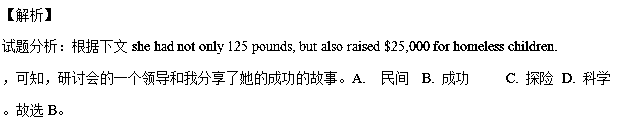 【解析】
试题分析：根据下文 she had not only 125 pounds, but also raised $25,000 for homeless children.
，可知，研讨会的一个领导和我分享了她的成功的故事。A. 民间 B. 成功 C. 探险 D. 科学
。故选 B。